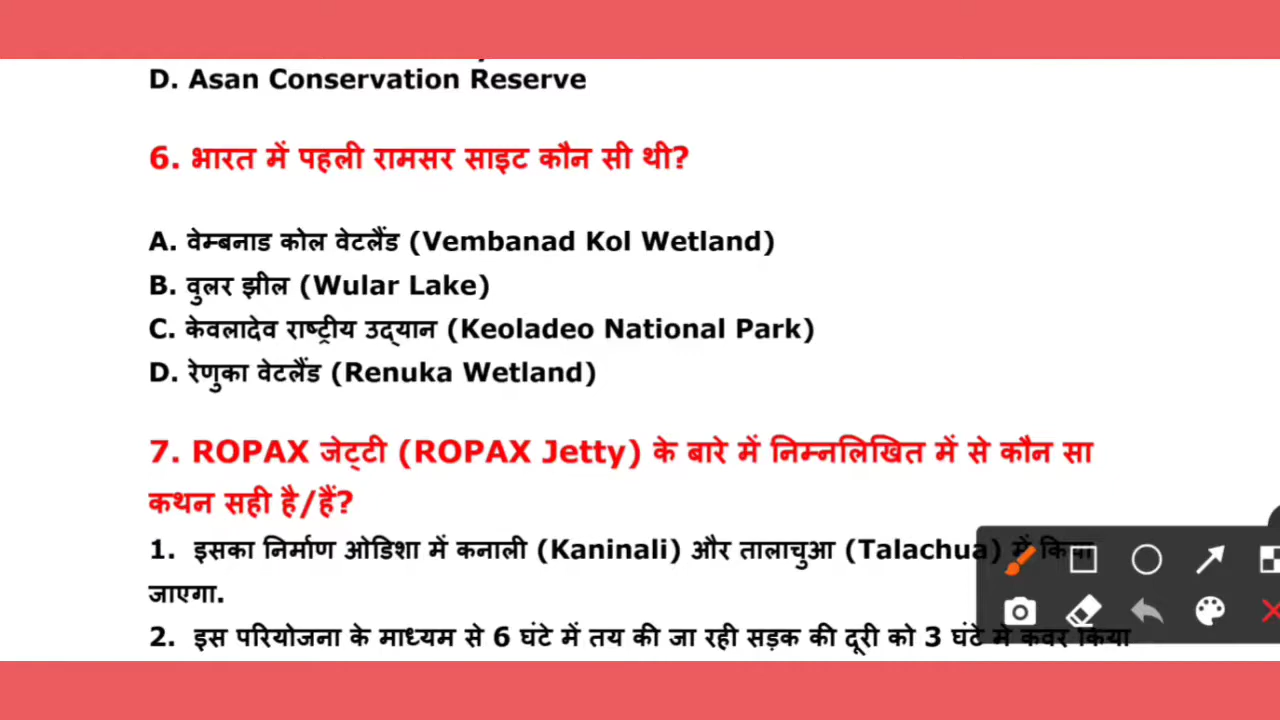 D. Asan Conservation Reserve
6. भारत में पहली रामसर साइट कौन सी थी?
A. वेम्बनाड कोल वेटलैंड (Vembanad Kol Wetland)
B. वुलर झील (Wular Lake)
C. केवलादेव राष्ट्रीय उद्यान (Keoladeo National Park)
D. रेणुका वेटलैंड (Renuka Wetland)
7. ROPAX जेट्टी (ROPAX Jetty) के बारे में निम्नलिखित में से कौन सा
कथन सही है/हैं?
1. इसका निर्माण ओडिशा में कनाली (Kaninali) और तालाचुआ (Talachua) में किया
जाएगा.
2. इस परियोजना के माध्यम से 6 घंटे में तय की जा रही सड़क की दूरी को 3 घंटे मे कवर किया